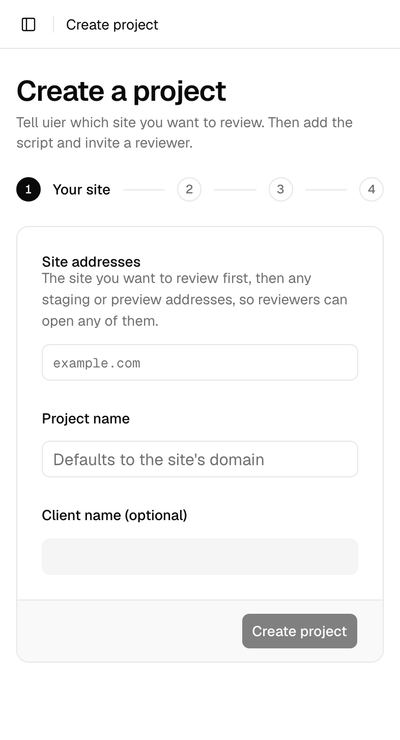 Create project
Create a project
Tell uier which site you want to review. Then add the
script and invite a reviewer.
1 Your site 2 3 4
Site addresses
The site you want to review first, then any
staging or preview addresses, so reviewers can
open any of them.
example.com
Project name
Defaults to the site's domain
Client name (optional)
Create project